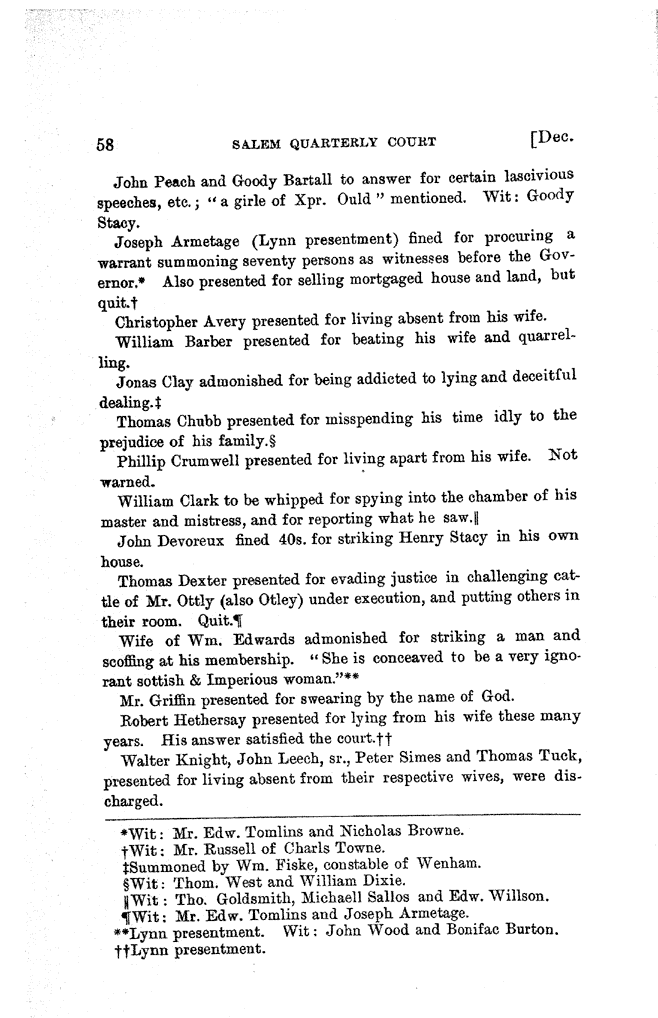 58 SALEM QUARTERLY COURT [Dec.
John Peach and Goody Bartall to answer for certain lascivious
speeches, etc.; "a girle of Xpr. Ould" mentioned. Wit: Goody
Stacy.
Joseph Armetage (Lynn presentment) fined for procuring a
warrant summoning seventy persons as witnesses before the Gov-
ernor.* Also presented for selling mortgaged house and land, but
quit.†
Christopher Avery presented for living absent from his wife.
William Barber presented for beating his wife and quarrel-
ling.
Jonas Clay admonished for being addicted to lying and deceitful
dealing.‡
Thomas Chubb presented for misspending his time idly to the
prejudice of his family.§
Phillip Crumwell presented for living apart from his wife. Not
warned.
William Clark to be whipped for spying into the chamber of his
master and mistress, and for reporting what he saw.‖
John Devoreux fined 40s. for striking Henry Stacy in his own
house.
Thomas Dexter presented for evading justice in challenging cat-
tle of Mr. Ottly (also Otley) under execution, and putting others in
their room. Quit.¶
Wife of Wm. Edwards admonished for striking a man and
scoffing at his membership. "She is conceaved to be a very igno-
rant sottish & Imperious woman."**
Mr. Griffin presented for swearing by the name of God.
Robert Hethersay presented for lying from his wife these many
years. His answer satisfied the court.††
Walter Knight, John Leech, sr., Peter Simes and Thomas Tuck,
presented for living absent from their respective wives, were dis-
charged.
*Wit: Mr. Edw. Tomlins and Nicholas Browne.
†Wit: Mr. Russell of Charls Towne.
‡Summoned by Wm. Fiske, constable of Wenham.
§Wit: Thom. West and William Dixie.
‖Wit: Tho. Goldsmith, Michaell Sallos and Edw. Willson.
¶Wit: Mr. Edw. Tomlins and Joseph Armetage.
**Lynn presentment. Wit: John Wood and Bonifac Burton.
††Lynn presentment.